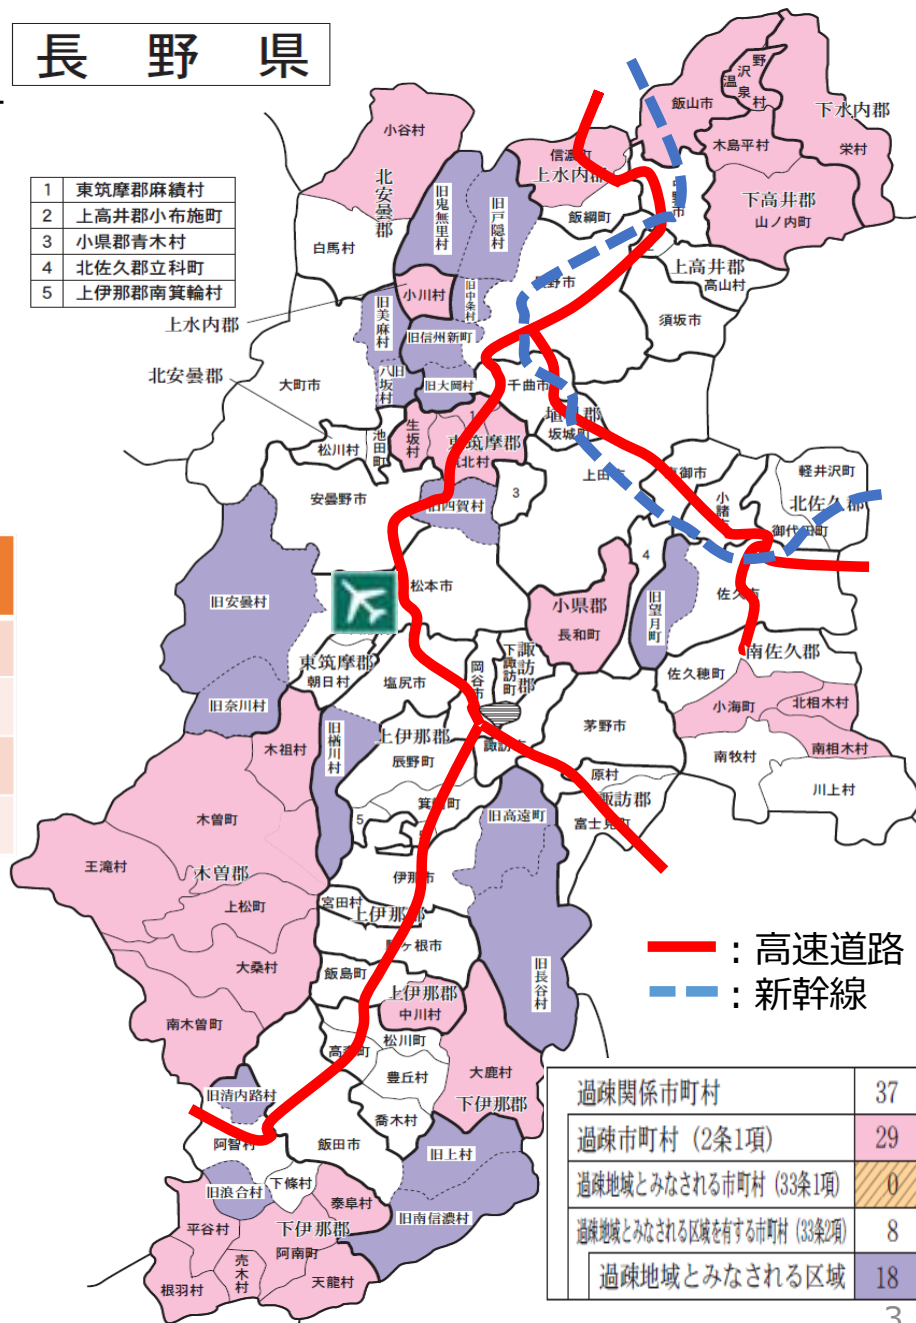 長野県
1 東筑摩郡麻績村
2 上高井郡小布施町
3 小県郡青木村
4 北佐久郡立科町
5 上伊那郡南箕輪村
小谷村
北安曇郡
白馬村
旧鬼無里村
旧戸隠村
信濃町
上水内郡
飯綱町
飯山市
野沢温泉村
下水内郡
木島平村
栄村
下高井郡
山ノ内町
上高井郡
高山村
須坂市
小川村
旧中条村
上水内郡
旧美麻村
旧信州新町
北安曇郡
大町市
旧八坂村
旧大岡村
千曲市
坂城町
松川村
池田町
生坂村
1
東筑摩郡
安曇野市
旧四賀村
3
上田市
小諸市
軽井沢町
北佐久郡
御代田町
4
旧安曇村
松本市
小県郡
長和町
旧望月町
佐久市
東筑摩郡
朝日村
塩尻市
岡谷市
下諏訪町
諏訪郡
佐久穂町
南佐久郡
小海町
北相木村
南相木村
旧奈川村
木祖村
旧楢川村
上伊那郡
辰野町
茅野市
南牧村
川上村
原村
諏訪郡
富士見町
旧高遠町
木曽町
5
王滝村
木曽郡
伊那市
上松町
宮田村
上伊那郡
大桑村
飯島町
旧長谷村
上伊那郡
中川村
南木曽町
松川町
豊丘村
大鹿村
下伊那郡
喬木村
旧清内路村
阿智村
飯田市
旧上村
旧浪合村
下條村
泰阜村
旧南信濃村
平谷村
下伊那郡
阿南町
売木村
天龍村
根羽村
：高速道路
：新幹線
過疎関係市町村 37
過疎市町村（2条1項） 29
過疎地域とみなされる市町村（33条1項） 0
過疎地域とみなされる区域を有する市町村（33条2項） 8
過疎地域とみなされる区域 18
3